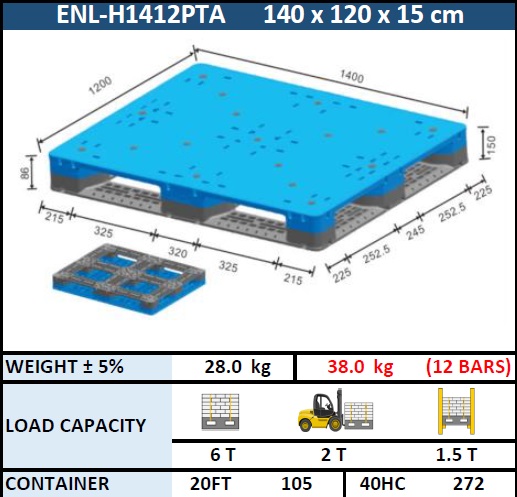 ENL-H1412PTA 140 x 120 x 15 cm
1200
1400
150
86
215
325
320
325
215
225
252.5
245
252.5
225
WEIGHT ± 5% 28.0 kg 38.0 kg (12 BARS)
LOAD CAPACITY
6 T 2 T 1.5 T
CONTAINER 20FT 105 40HC 272